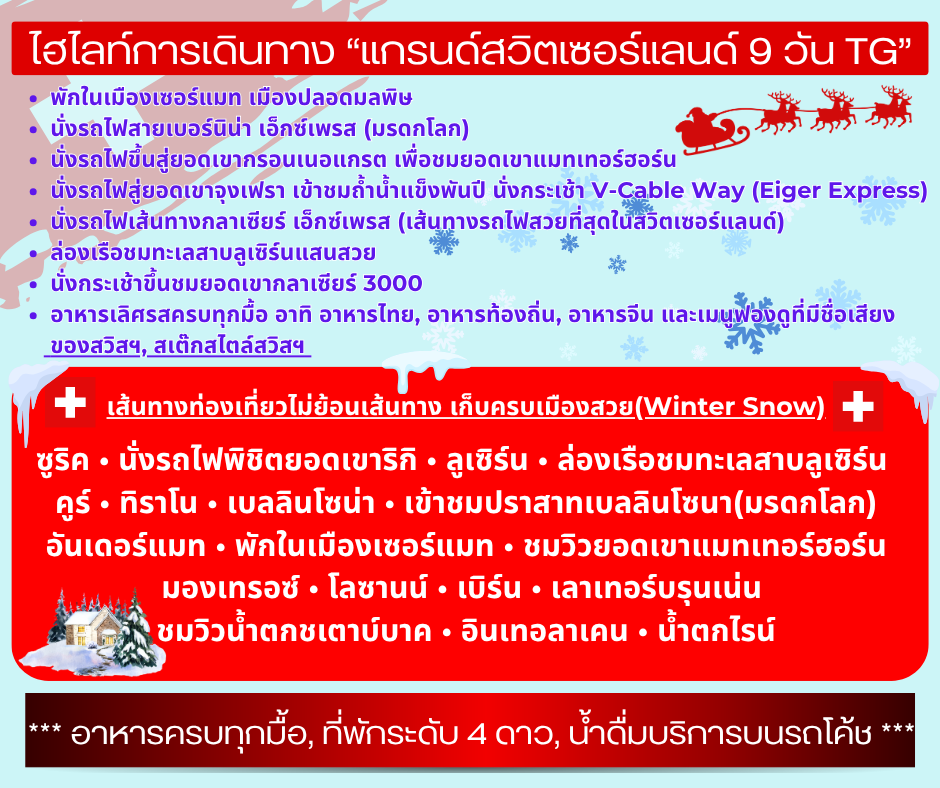 ไฮไลท์การเดินทาง “แกรนด์สวิตเซอร์แลนด์ 9 วัน TG”
• พักในเมืองเซอร์แมท เมืองปลอดมลพิษ
• นั่งรถไฟสายเบอร์นิน่า เอ็กซ์เพรส (มรดกโลก)
• นั่งรถไฟขึ้นสู่ยอดเขากรอนเนอแกรต เพื่อชมยอดเขาแมทเทอร์ฮอร์น
• นั่งรถไฟสู่ยอดเขาจุงเฟรา เข้าชมถ้ำน้ำแข็งพันปี นั่งกระเช้า V-Cable Way (Eiger Express)
• นั่งรถไฟเส้นทางกลาเซียร์ เอ็กซ์เพรส (เส้นทางรถไฟสวยที่สุดในสวิตเซอร์แลนด์)
• ล่องเรือชมทะเลสาบลูเซิร์นแสนสวย
• นั่งกระเช้าขึ้นชมยอดเขากลาเซียร์ 3000
• อาหารเลิศรสครบทุกมื้อ อาทิ อาหารไทย, อาหารท้องถิ่น, อาหารจีน และเมนูฟองดูที่มีชื่อเสียง
ของสวิสฯ, สเต๊กสไตล์สวิสฯ
เส้นทางท่องเที่ยวไม่ย้อนเส้นทาง เก็บครบเมืองสวย(Winter Snow)
ซูริค • นั่งรถไฟพิชิตยอดเขาริกิ • ลูเซิร์น • ล่องเรือชมทะเลสาบลูเซิร์น
คูร์ • ทิราโน • เบลลินโซน่า • เข้าชมปราสาทเบลลินโซนา(มรดกโลก)
อันเดอร์แมท • พักในเมืองเซอร์แมท • ชมวิวยอดเขาแมทเทอร์ฮอร์น
มองเทรอซ์ • โลซานน์ • เบิร์น • เลาเทอร์บรุนเน่น
ชมวิวน้ำตกชเตาบ์บาค • อินเทอลาเคน • น้ำตกไรน์
*** อาหารครบทุกมื้อ, ที่พักระดับ 4 ดาว, น้ำดื่มบริการบนรถโค้ช ***